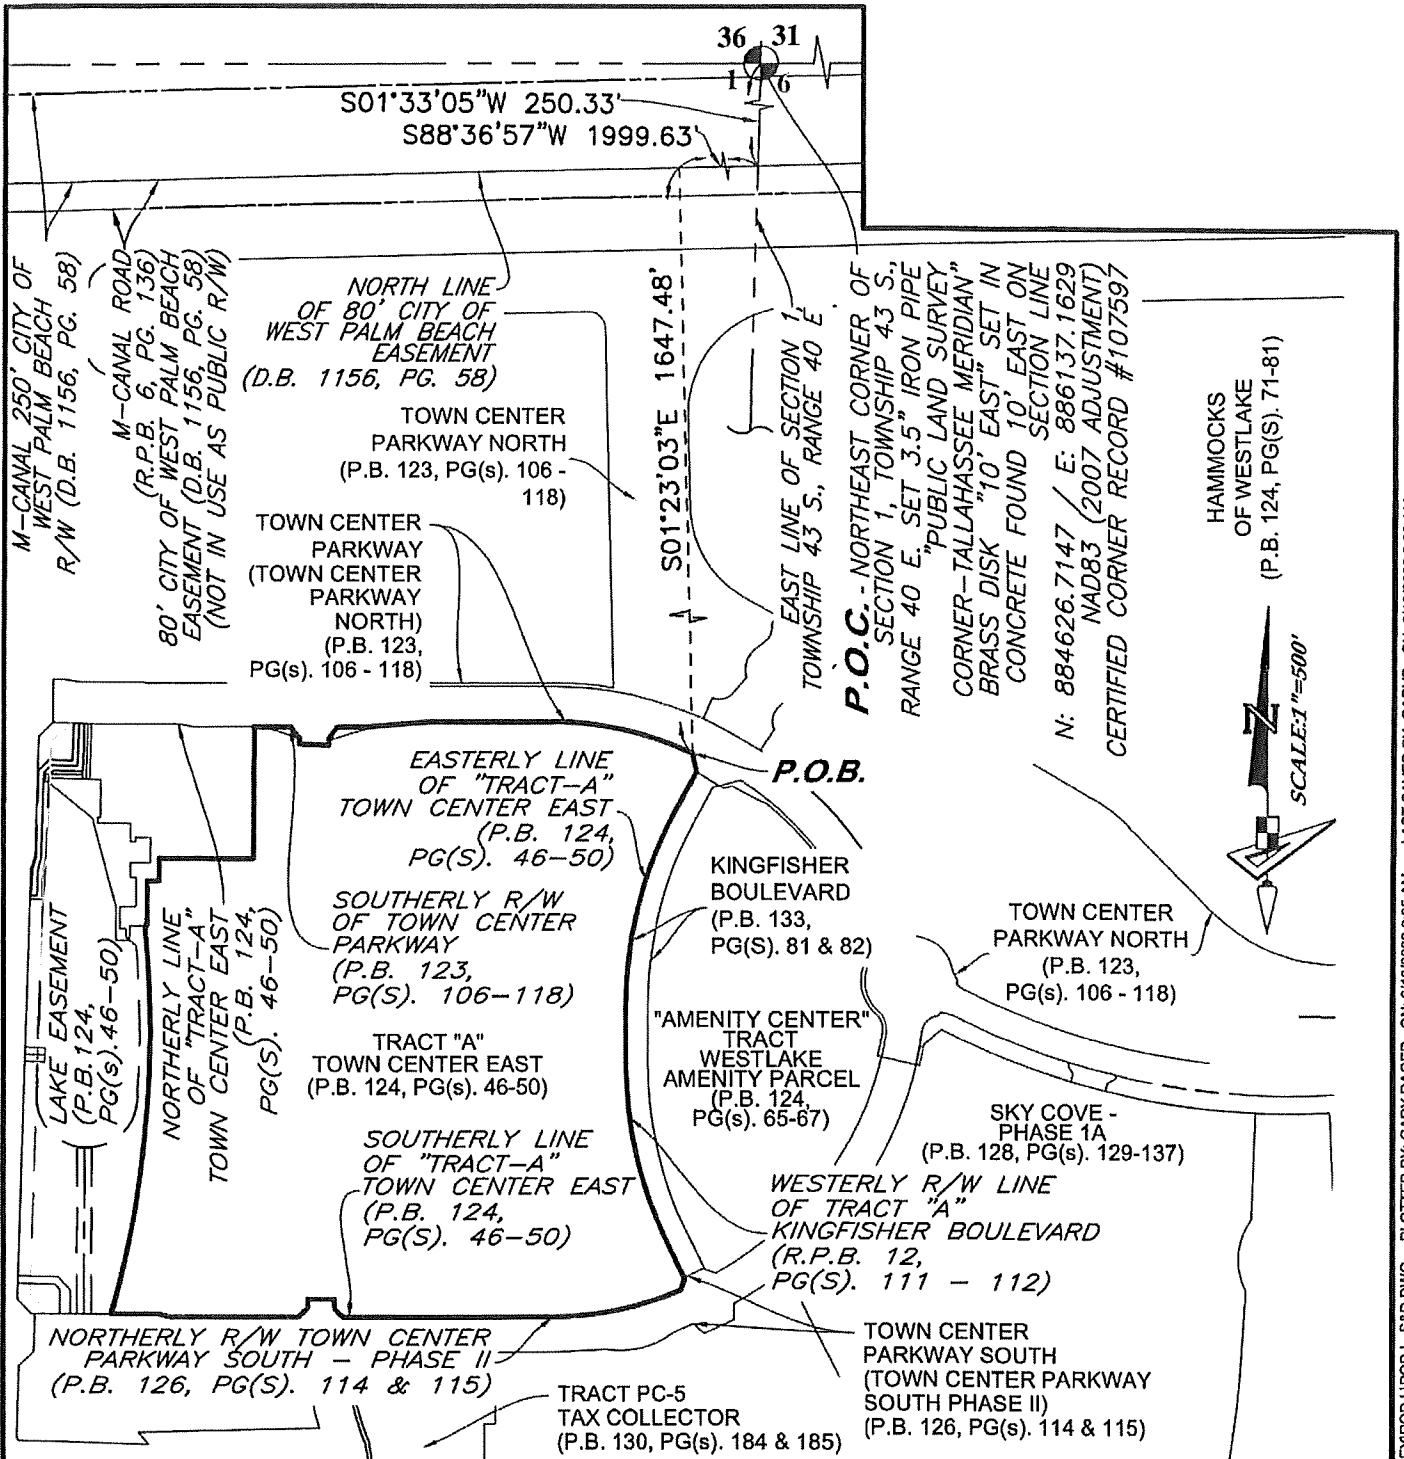 36 31
1 6
S01°33'05"W 250.33'
S88°36'57"W 1999.63'
S01°23'03"E 1647.48'
M-CANAL 250' CITY OF
WEST PALM BEACH
R/W (D.B. 1156, PG. 58)
M-CANAL ROAD
(R.P.B. 6, PG. 136)
80' CITY OF WEST PALM BEACH
EASEMENT (D.B. 1156, PG. 58)
(NOT IN USE AS PUBLIC R/W)
NORTH LINE
OF 80' CITY OF
WEST PALM BEACH
EASEMENT
(D.B. 1156, PG. 58)
TOWN CENTER
PARKWAY NORTH
(P.B. 123, PG(s). 106 -
118)
TOWN CENTER
PARKWAY
(TOWN CENTER
PARKWAY
NORTH)
(P.B. 123,
PG(s). 106 - 118)
EAST LINE OF SECTION 1,
TOWNSHIP 43 S., RANGE 40 E
P.O.C. - NORTHEAST CORNER OF
SECTION 1, TOWNSHIP 43 S.,
RANGE 40 E. SET 3.5" IRON PIPE
"PUBLIC LAND SURVEY
CORNER-TALLAHASSEE MERIDIAN"
BRASS DISK "10' EAST" SET IN
CONCRETE FOUND 10' EAST ON
SECTION LINE
N: 884626.7147 / E: 886137.1629
NAD83 (2007 ADJUSTMENT)
CERTIFIED CORNER RECORD #107597
HAMMOCKS
OF WESTLAKE
(P.B. 124, PG(S). 71-81)
N
SCALE:1"=500'
P.O.B.
EASTERLY LINE
OF "TRACT-A"
TOWN CENTER EAST
(P.B. 124,
PG(S). 46-50)
SOUTHERLY R/W
OF TOWN CENTER
PARKWAY
(P.B. 123,
PG(S). 106-118)
KINGFISHER
BOULEVARD
(P.B. 133,
PG(S). 81 & 82)
TOWN CENTER
PARKWAY NORTH
(P.B. 123,
PG(s). 106 - 118)
LAKE EASEMENT
(P.B.124,
PG(s).46-50)
NORTHERLY LINE
OF "TRACT-A"
TOWN CENTER EAST
(P.B. 124,
PG(S). 46-50)
TRACT "A"
TOWN CENTER EAST
(P.B. 124, PG(s). 46-50)
"AMENITY CENTER"
TRACT
WESTLAKE
AMENITY PARCEL
(P.B. 124,
PG(s). 65-67)
SKY COVE -
PHASE 1A
(P.B. 128, PG(s). 129-137)
SOUTHERLY LINE
OF "TRACT-A"
TOWN CENTER EAST
(P.B. 124,
PG(S). 46-50)
WESTERLY R/W LINE
OF TRACT "A"
KINGFISHER BOULEVARD
(R.P.B. 12,
PG(S). 111 - 112)
NORTHERLY R/W TOWN CENTER
PARKWAY SOUTH - PHASE II
(P.B. 126, PG(S). 114 & 115)
TOWN CENTER
PARKWAY SOUTH
(TOWN CENTER PARKWAY
SOUTH PHASE II)
(P.B. 126, PG(s). 114 & 115)
TRACT PC-5
TAX COLLECTOR
(P.B. 130, PG(s). 184 & 185)